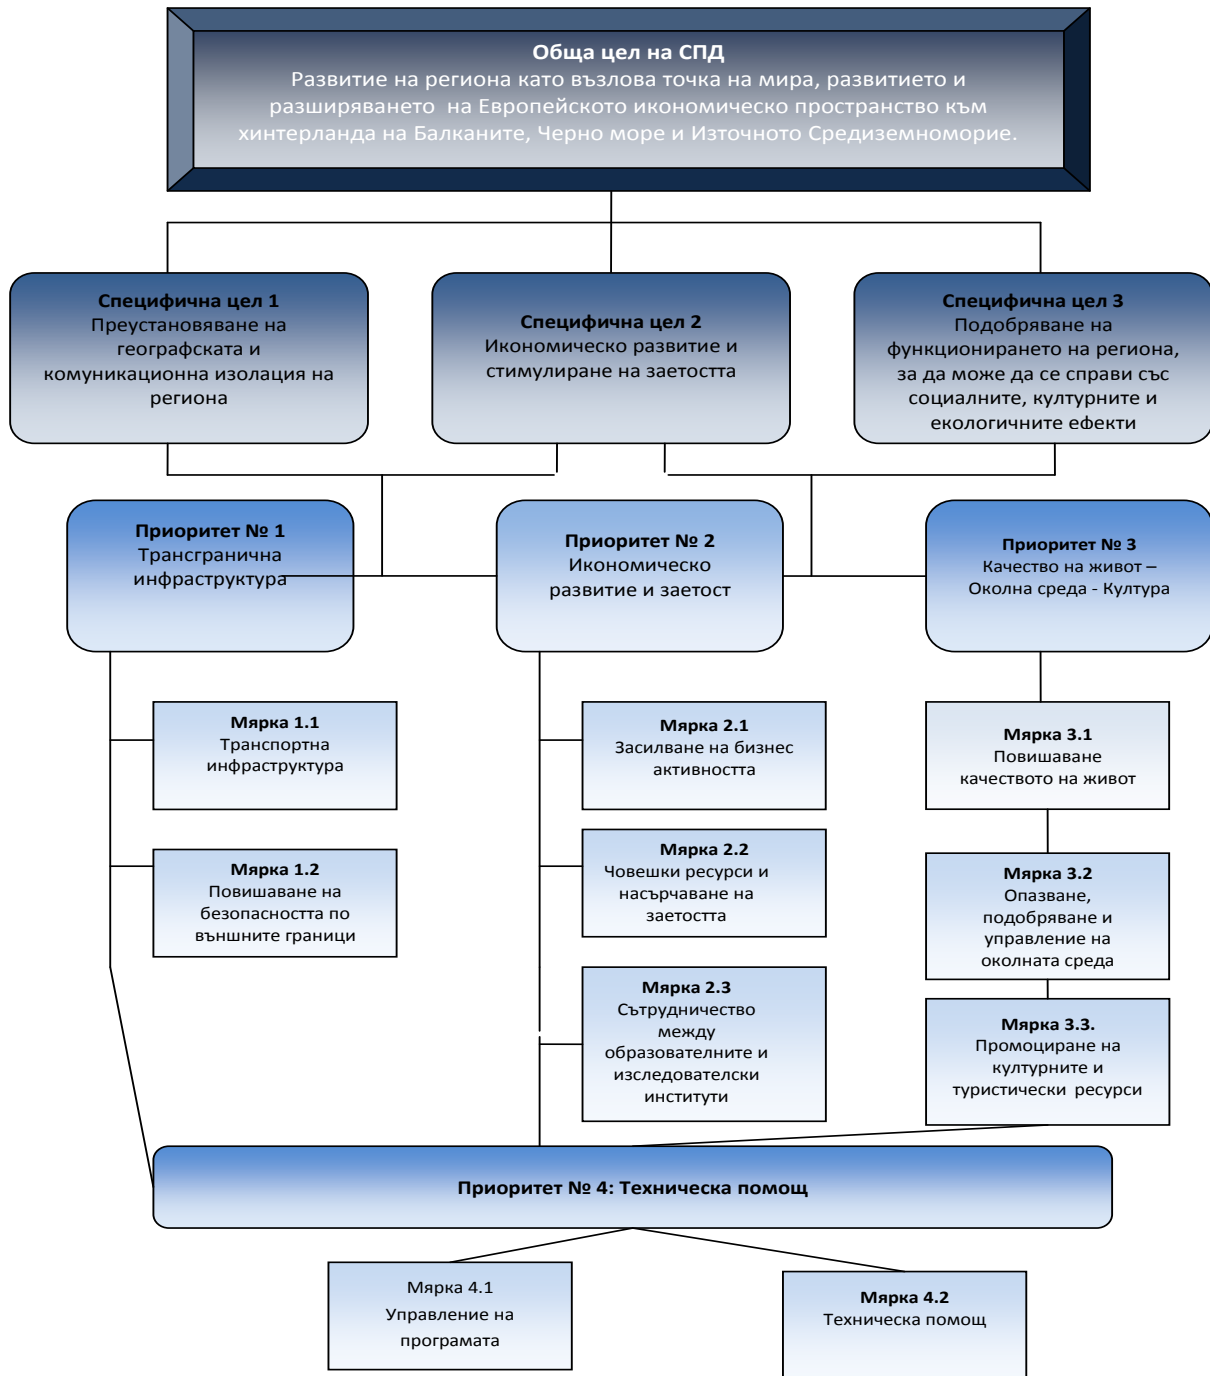 Обща цел на СПД
Развитие на региона като възлова точка на мира, развитието и
разширяването на Европейското икономическо пространство към
хинтерланда на Балканите, Черно море и Източното Средиземноморие.
Специфична цел 1
Преустановяване на
географската и
комуникационна изолация на
региона
Специфична цел 2
Икономическо развитие и
стимулиране на заетостта
Специфична цел 3
Подобряване на
функционирането на региона,
за да може да се справи със
социалните, културните и
екологичните ефекти
Приоритет № 1
Трансгранична
инфраструктура
Приоритет № 2
Икономическо
развитие и заетост
Приоритет № 3
Качество на живот –
Околна среда - Култура
Мярка 1.1
Транспортна
инфраструктура
Мярка 1.2
Повишаване на
безопасността по
външните граници
Мярка 2.1
Засилване на бизнес
активността
Мярка 2.2
Човешки ресурси и
насърчаване на
заетостта
Мярка 2.3
Сътрудничество
между
образователните и
изследователски
институти
Мярка 3.1
Повишаване
качеството на живот
Мярка 3.2
Опазване,
подобряване и
управление на
околната среда
Мярка 3.3.
Промоциране на
културните и
туристически ресурси
Приоритет № 4: Техническа помощ
Мярка 4.1
Управление на
програмата
Мярка 4.2
Техническа помощ